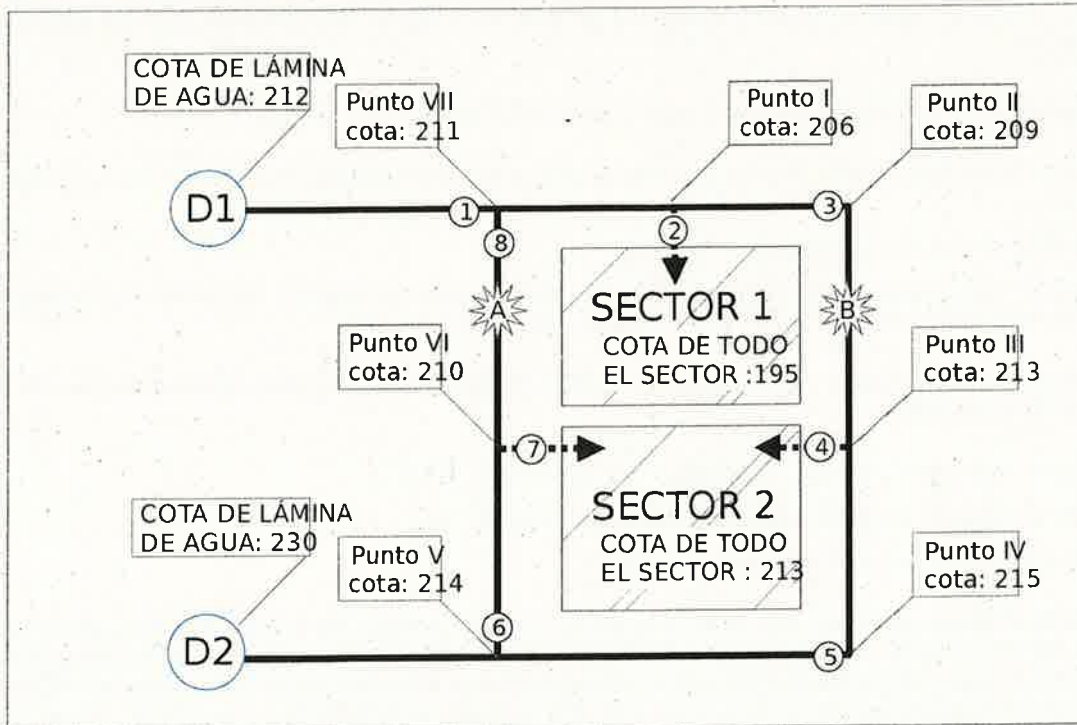 COTA DE LÁMINA
DE AGUA: 212
Punto VII
cota: 211
Punto I
cota: 206
Punto II
cota: 209
D1
1
3
2
8
A
B
SECTOR 1
COTA DE TODO
EL SECTOR :195
Punto VI
cota: 210
Punto III
cota: 213
7
4
SECTOR 2
COTA DE TODO
EL SECTOR : 213
COTA DE LÁMINA
DE AGUA: 230
Punto V
cota: 214
Punto IV
cota: 215
6
D2
5